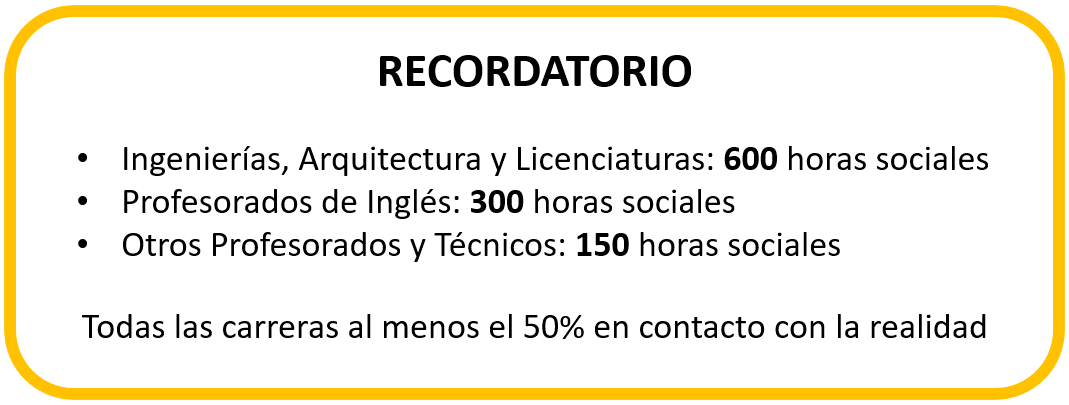 RECORDATORIO
• Ingenierías, Arquitectura y Licenciaturas: 600 horas sociales
• Profesorados de Inglés: 300 horas sociales
• Otros Profesorados y Técnicos: 150 horas sociales
Todas las carreras al menos el 50% en contacto con la realidad